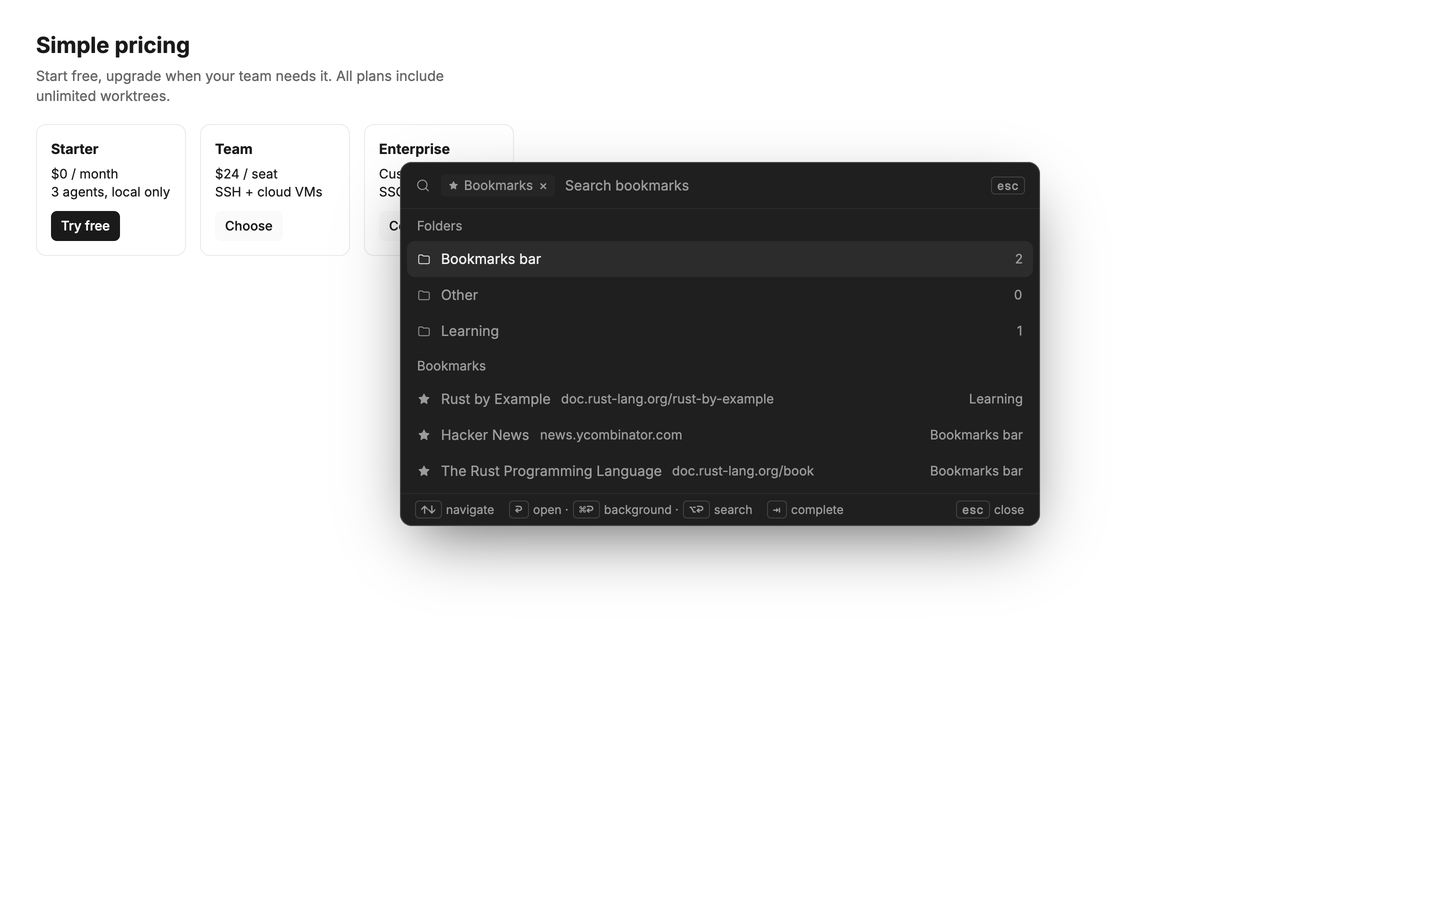 Simple pricing
Start free, upgrade when your team needs it. All plans include
unlimited worktrees.
Starter
$0 / month
3 agents, local only
Try free
Team
$24 / seat
SSH + cloud VMs
Choose
Enterprise
Bookmarks × Search bookmarks esc
Folders
Bookmarks bar 2
Other 0
Learning 1
Bookmarks
Rust by Example doc.rust-lang.org/rust-by-example Learning
Hacker News news.ycombinator.com Bookmarks bar
The Rust Programming Language doc.rust-lang.org/book Bookmarks bar
↑↓ navigate open · ⌘ background · ⌥ search ⇥ complete esc close